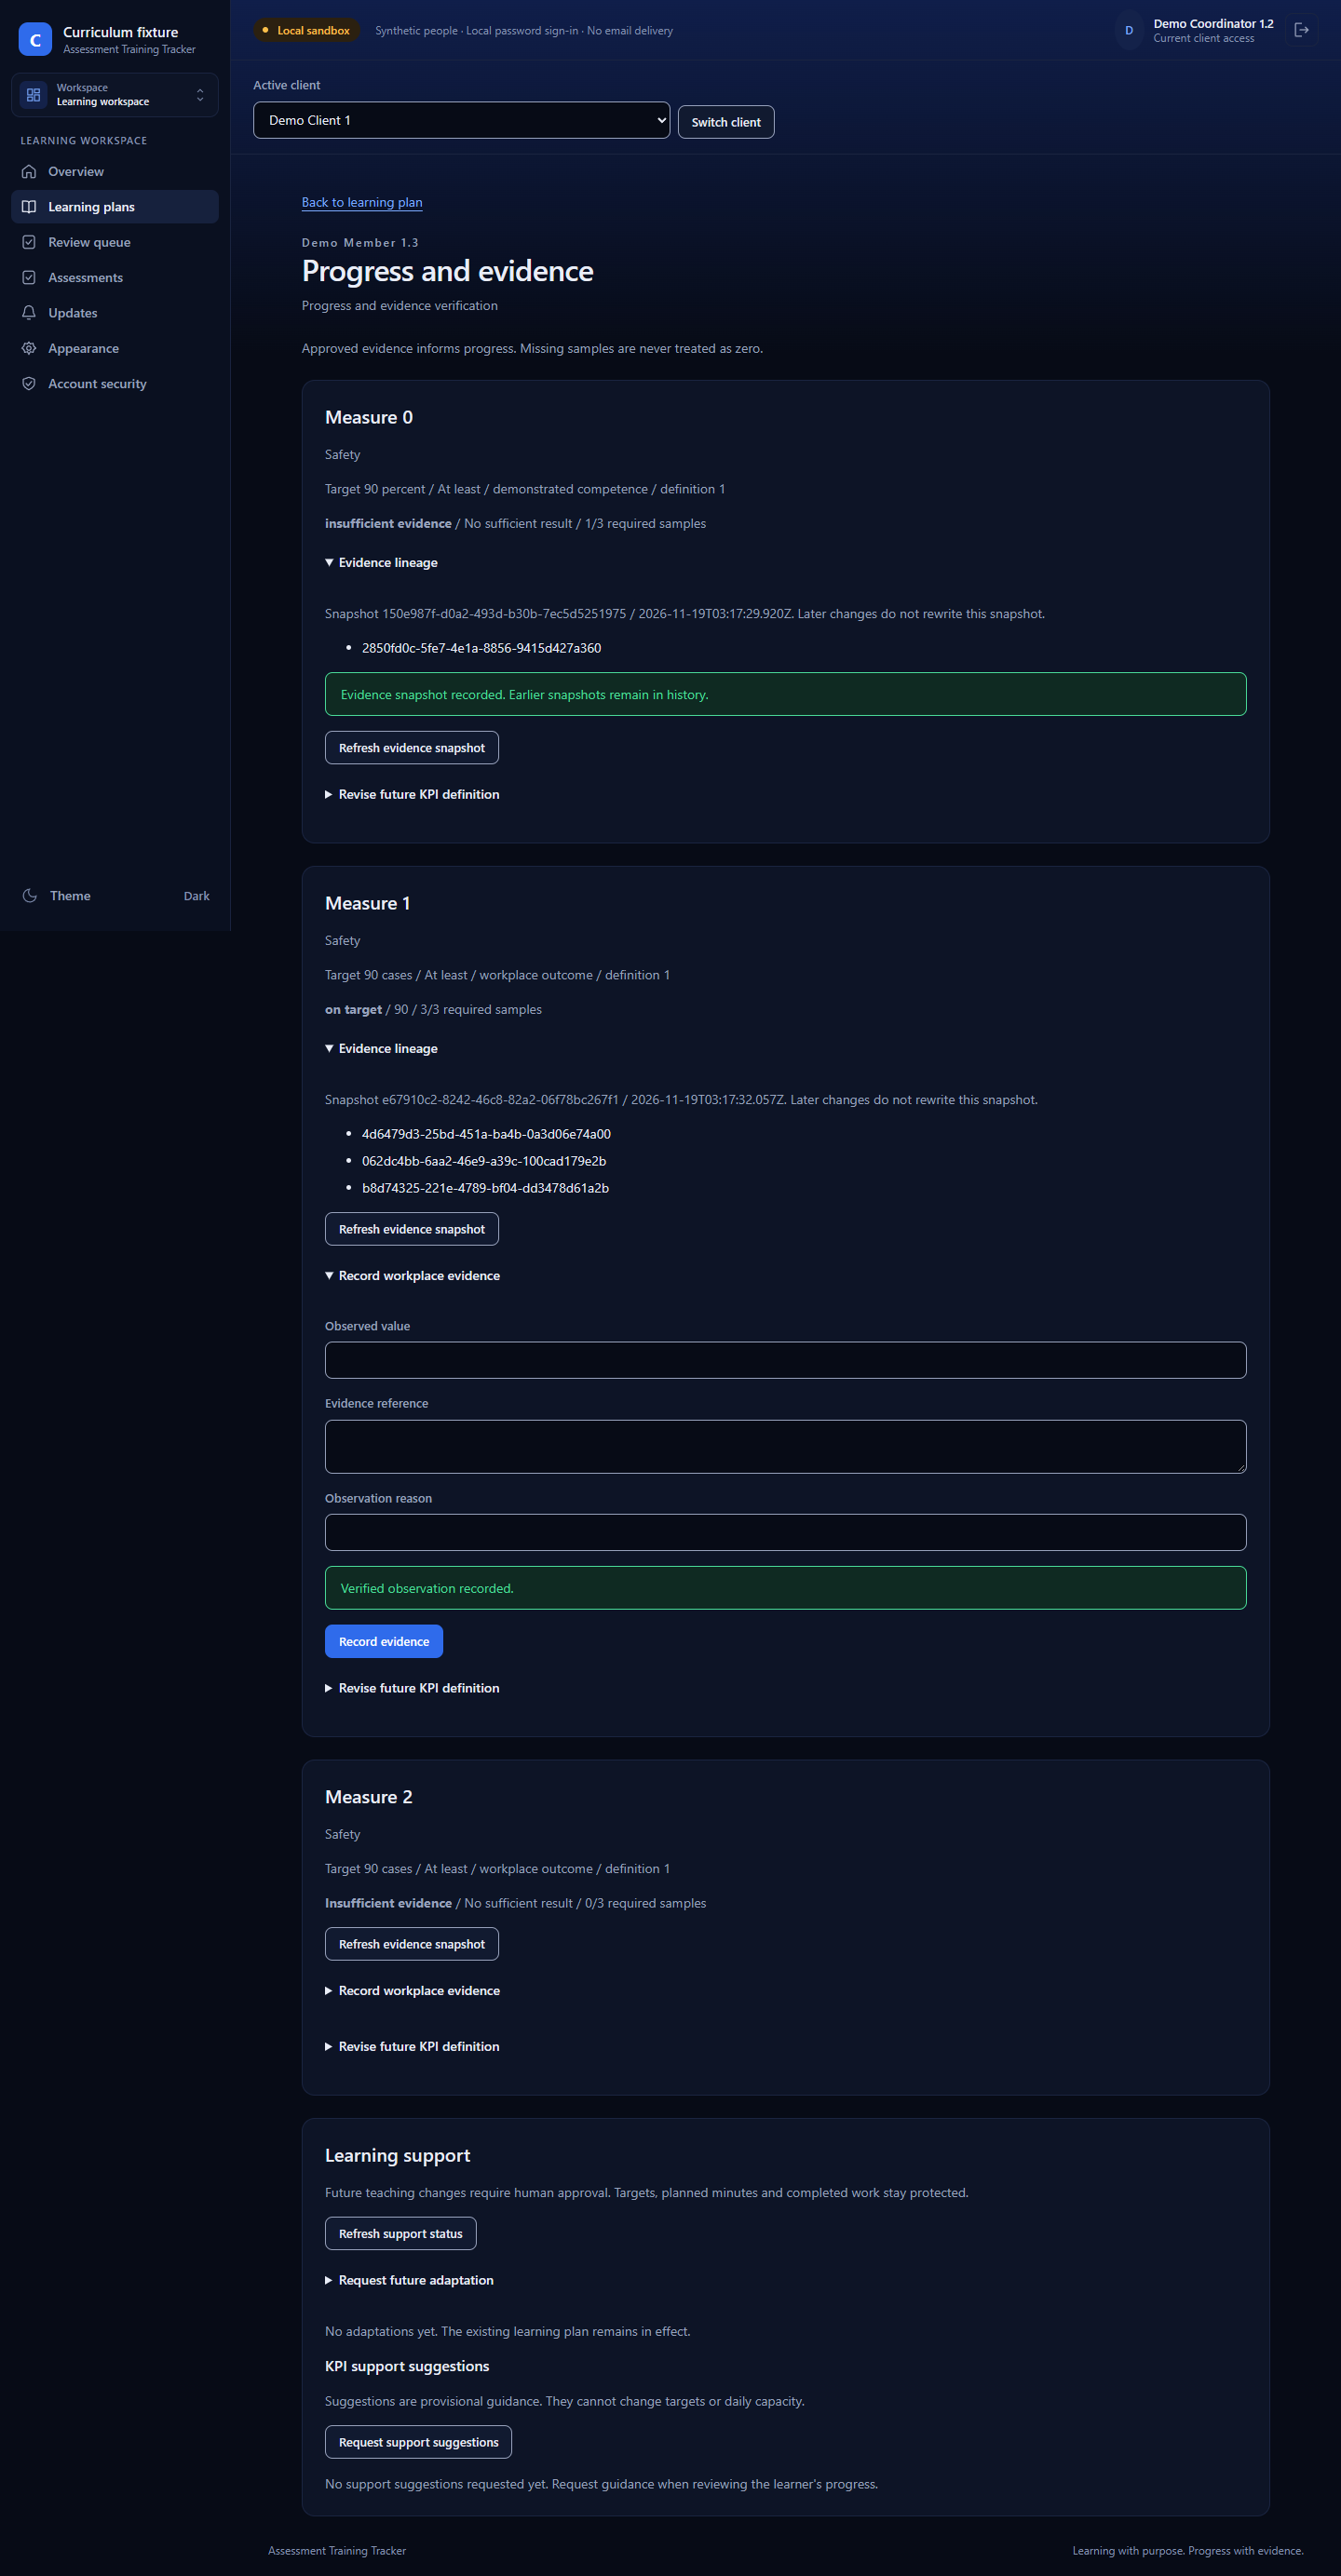 C
Curriculum fixture
Assessment Training Tracker
Workspace
Learning workspace
LEARNING WORKSPACE
Overview
Learning plans
Review queue
Assessments
Updates
Appearance
Account security
Theme Dark
Local sandbox Synthetic people · Local password sign-in · No email delivery
D
Demo Coordinator 1.2
Current client access
Active client
Demo Client 1 Switch client
Back to learning plan
Demo Member 1.3
Progress and evidence
Progress and evidence verification
Approved evidence informs progress. Missing samples are never treated as zero.
Measure 0
Safety
Target 90 percent / At least / demonstrated competence / definition 1
insufficient evidence / No sufficient result / 1/3 required samples
Evidence lineage
Snapshot 150e987f-d0a2-493d-b30b-7ec5d5251975 / 2026-11-19T03:17:29.920Z. Later changes do not rewrite this snapshot.
2850fd0c-5fe7-4e1a-8856-9415d427a360
Evidence snapshot recorded. Earlier snapshots remain in history.
Refresh evidence snapshot
Revise future KPI definition
Measure 1
Safety
Target 90 cases / At least / workplace outcome / definition 1
on target / 90 / 3/3 required samples
Evidence lineage
Snapshot e67910c2-8242-46c8-82a2-06f78bc267f1 / 2026-11-19T03:17:32.057Z. Later changes do not rewrite this snapshot.
4d6479d3-25bd-451a-ba4b-0a3d06e74a00
062dc4bb-6aa2-46e9-a39c-100cad179e2b
b8d74325-221e-4789-bf04-dd3478d61a2b
Refresh evidence snapshot
Record workplace evidence
Observed value
Evidence reference
Observation reason
Verified observation recorded.
Record evidence
Revise future KPI definition
Measure 2
Safety
Target 90 cases / At least / workplace outcome / definition 1
Insufficient evidence / No sufficient result / 0/3 required samples
Refresh evidence snapshot
Record workplace evidence
Revise future KPI definition
Learning support
Future teaching changes require human approval. Targets, planned minutes and completed work stay protected.
Refresh support status
Request future adaptation
No adaptations yet. The existing learning plan remains in effect.
KPI support suggestions
Suggestions are provisional guidance. They cannot change targets or daily capacity.
Request support suggestions
No support suggestions requested yet. Request guidance when reviewing the learner's progress.
Assessment Training Tracker Learning with purpose. Progress with evidence.